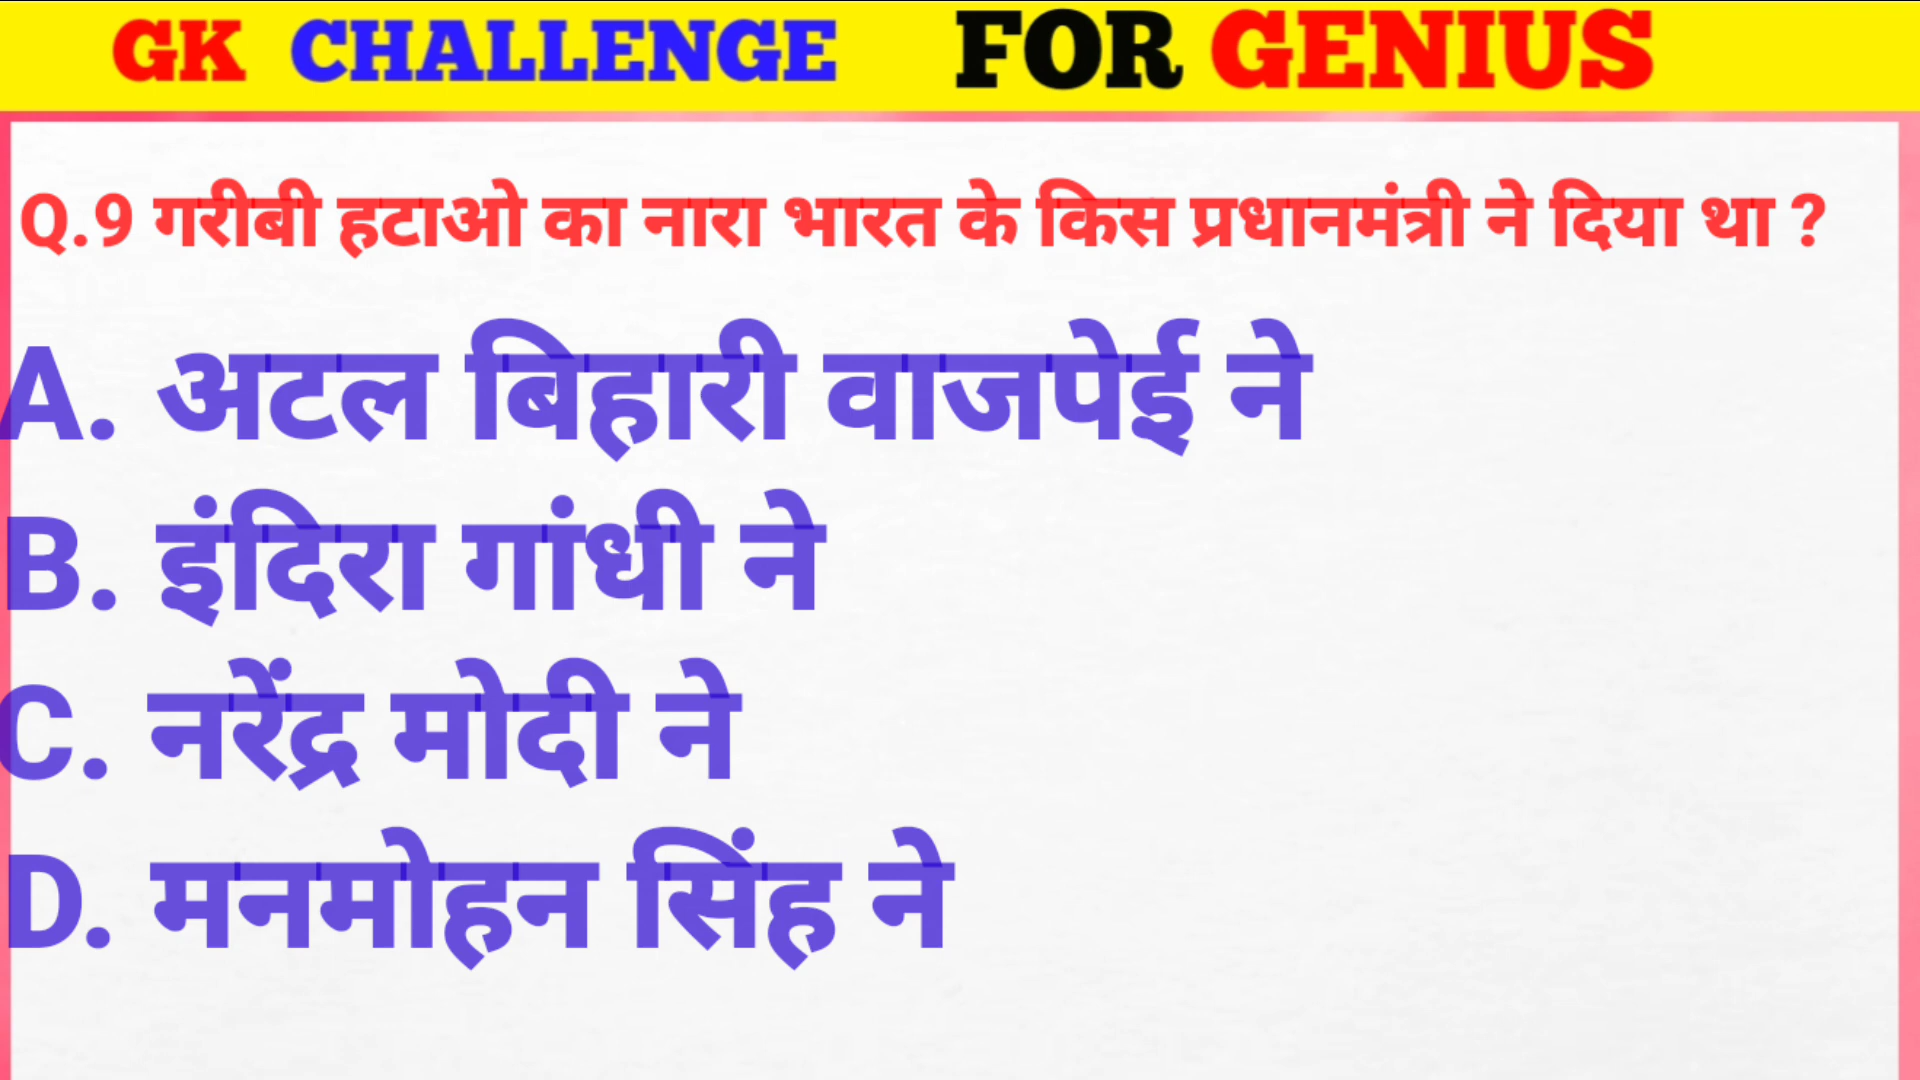 GK CHALLENGE FOR GENIUS
Q.9 गरीबी हटाओ का नारा भारत के किस प्रधानमंत्री ने दिया था ?
A. अटल बिहारी वाजपेई ने
B. इंदिरा गांधी ने
C. नरेंद्र मोदी ने
D. मनमोहन सिंह ने